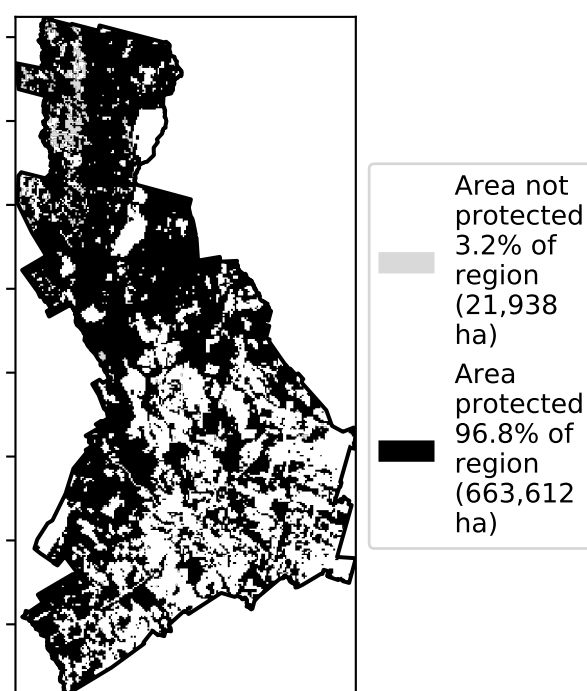 Area not
protected
3.2% of
region
(21,938
ha)
Area
protected
96.8% of
region
(663,612
ha)